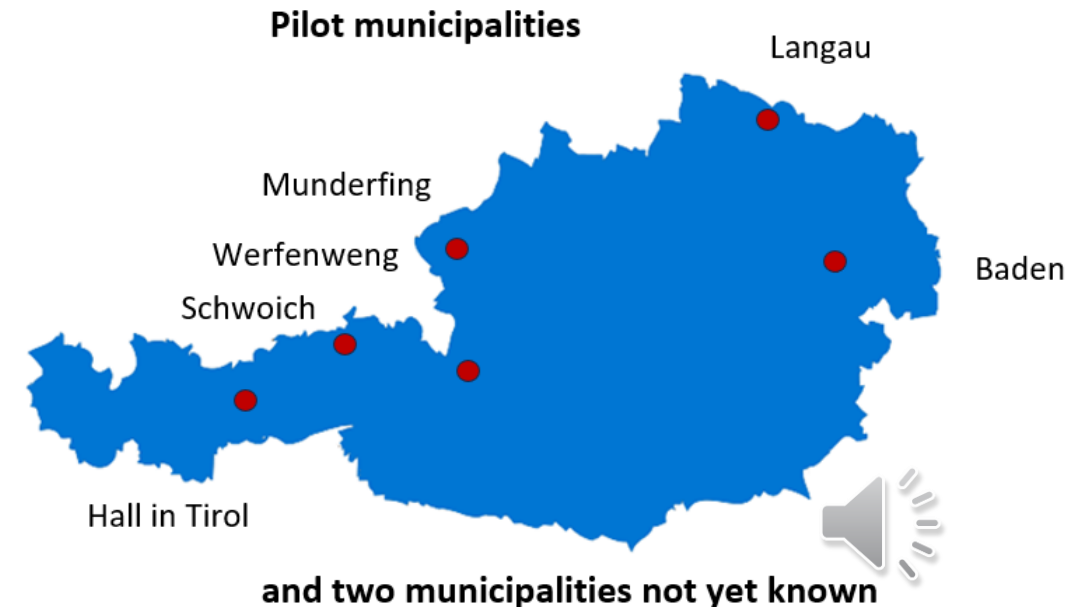 Pilot municipalities
Langau
Munderfing
Werfenweng
Baden
Schwoich
Hall in Tirol
and two municipalities not yet known